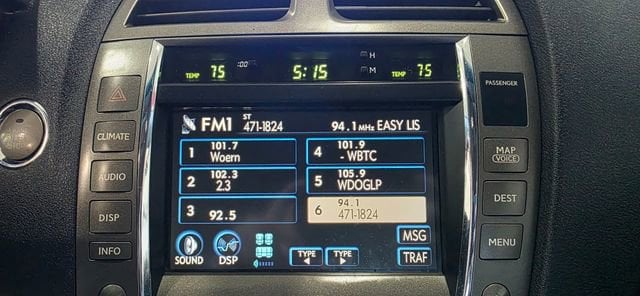 H
:00
TEMP 75 5:15 TEMP 75
M
PASSENGER
CLIMATE
AUDIO
DISP
INFO
MAP
VOICE
DEST
MENU
FM1 ST 471-1824 94.1 MHz EASY LIS
1 101.7 Woern
4 101.9 - WBTC
2 102.3 2.3
5 105.9 WDOGLP
3 92.5
6 94.1 471-1824
SOUND
DSP
TYPE
TYPE
MSG
TRAF